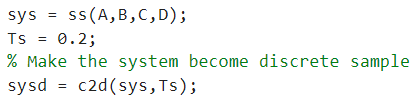 sys = ss(A,B,C,D);
Ts = 0.2;
% Make the system become discrete sample
sysd = c2d(sys,Ts);